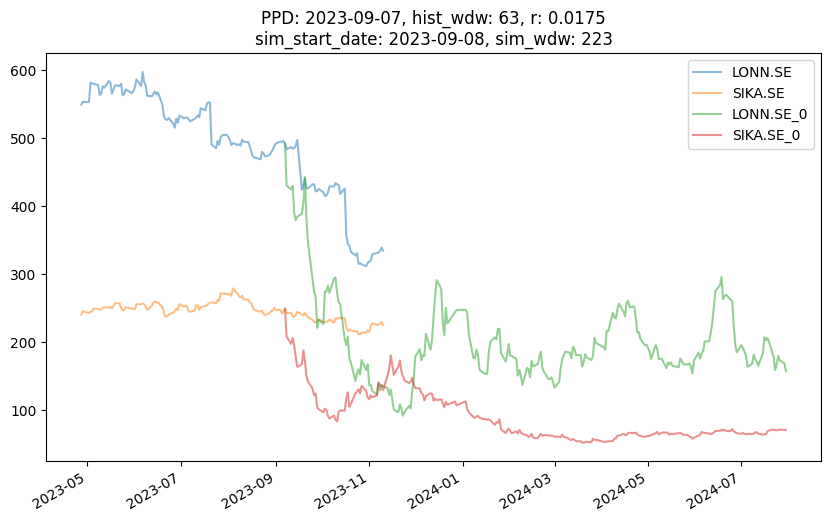 PPD: 2023-09-07, hist_wdw: 63, r: 0.0175
sim_start_date: 2023-09-08, sim_wdw: 223
LONN.SE
SIKA.SE
LONN.SE_0
SIKA.SE_0
600
500
400
300
200
100
2023-05
2023-07
2023-09
2023-11
2024-01
2024-03
2024-05
2024-07